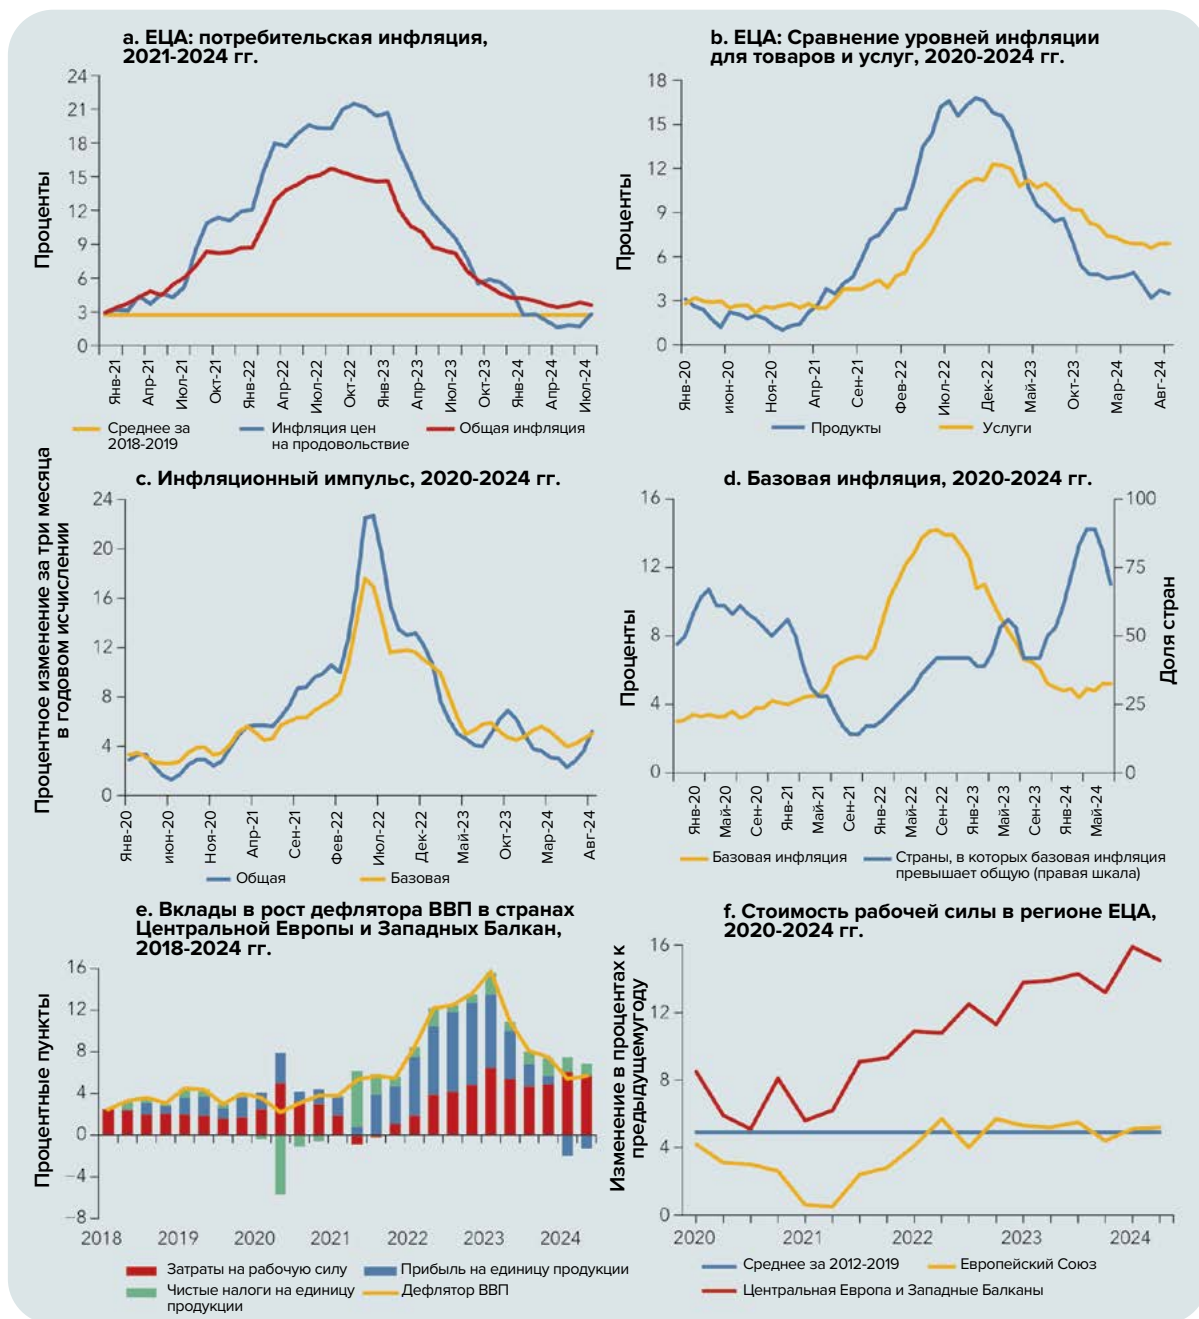 a. ЕЦА: потребительская инфляция,
2021-2024 гг.
Проценты
24
21
18
15
12
9
6
3
0
Янв-21
Апр-21
Июл-21
Окт-21
Янв-22
Апр-22
Июл-22
Окт-22
Янв-23
Апр-23
Июл-23
Окт-23
Янв-24
Апр-24
Июл-24
Среднее за
2018-2019
Инфляция цен
на продовольствие
Общая инфляция
b. ЕЦА: Сравнение уровней инфляции
для товаров и услуг, 2020-2024 гг.
Проценты
18
15
12
9
6
3
0
Янв-20
июн-20
Ноя-20
Апр-21
Сен-21
Фев-22
Июл-22
Дек-22
Май-23
Окт-23
Мар-24
Авг-24
Продукты
Услуги
c. Инфляционный импульс, 2020-2024 гг.
Процентное изменение за три месяца
в годовом исчислении
24
20
16
12
8
4
0
Янв-20
июн-20
Ноя-20
Апр-21
Сен-21
Фев-22
Июл-22
Дек-22
Май-23
Окт-23
Мар-24
Авг-24
Общая
Базовая
d. Базовая инфляция, 2020-2024 гг.
Проценты
16
12
8
4
0
100
75
50
25
0
Доля стран
Янв-20
Май-20
Сен-20
Янв-21
Май-21
Сен-21
Янв-22
Май-22
Сен-22
Янв-23
Май-23
Сен-23
Янв-24
Май-24
Базовая инфляция
Страны, в которых базовая инфляция
превышает общую (правая шкала)
e. Вклады в рост дефлятора ВВП в странах
Центральной Европы и Западных Балкан,
2018-2024 гг.
Процентные пункты
16
12
8
4
0
−4
−8
2018
2019
2020
2021
2022
2023
2024
Затраты на рабочую силу
Прибыль на единицу продукции
Чистые налоги на единицу
продукции
Дефлятор ВВП
f. Стоимость рабочей силы в регионе ЕЦА,
2020-2024 гг.
Изменение в процентах к
предыдущемугоду
16
12
8
4
0
2020
2021
2022
2023
2024
Среднее за 2012-2019
Европейский Союз
Центральная Европа и Западные Балканы